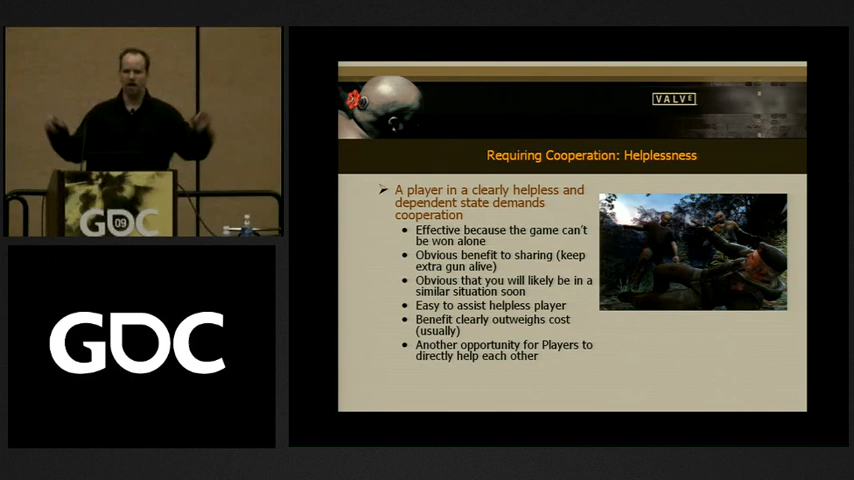 GDC
09
GDC
VALVE
Requiring Cooperation: Helplessness
A player in a clearly helpless and
dependent state demands
cooperation
• Effective because the game can't
be won alone
• Obvious benefit to sharing (keep
extra gun alive)
• Obvious that you will likely be in a
similar situation soon
• Easy to assist helpless player
• Benefit clearly outweighs cost
(usually)
• Another opportunity for Players to
directly help each other